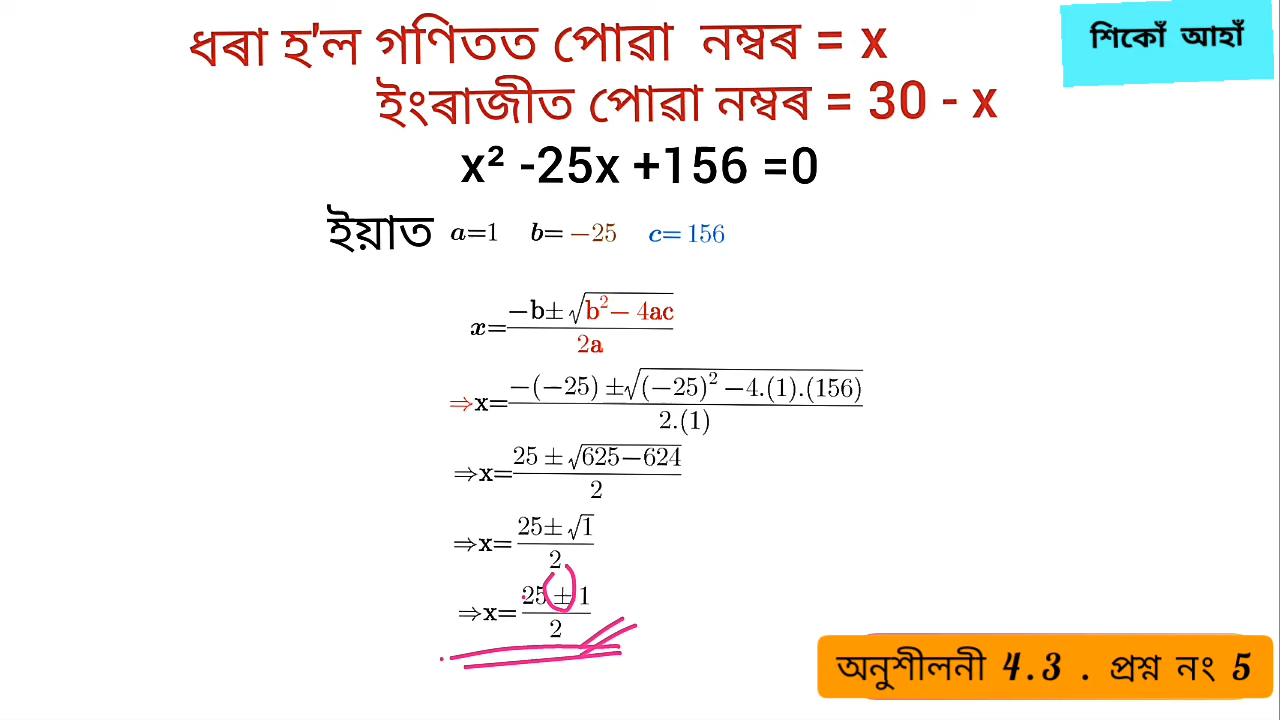 ধৰা হ'ল গণিতত পোৱা নম্বৰ = x
শিকোঁ আহাঁ
ইংৰাজীত পোৱা নম্বৰ = 30 - x
x² -25x +156 =0
ইয়াত a=1 b= −25 c= 156
x= −b± √b² − 4ac / 2a
⇒x= −(−25) ±√(−25)² −4.(1).(156) / 2.(1)
⇒x= 25 ± √625−624 / 2
⇒x= 25± √1 / 2
⇒x= 25 ± 1 / 2
অনুশীলনী 4.3 . প্ৰশ্ন নং 5